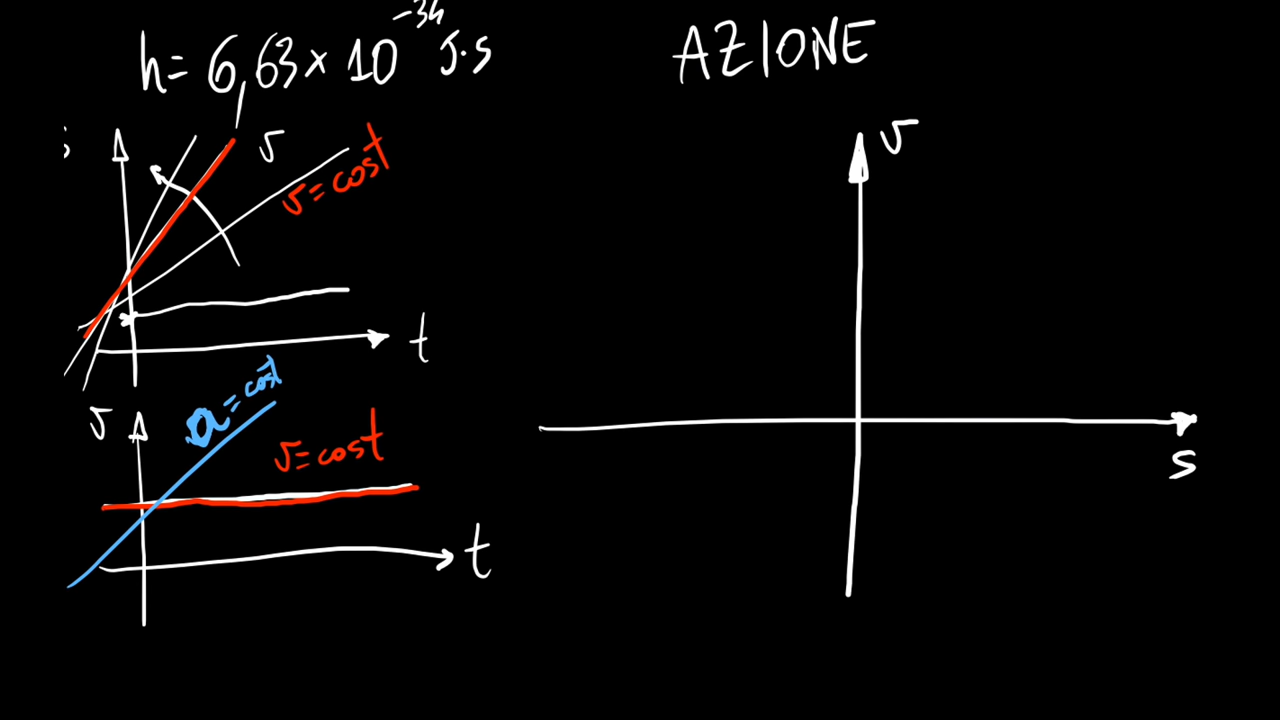 h = 6,63 × 10⁻³⁴ J·s
AZIONE
s
v
v = cost
t
v
a = cost
v = cost
t
v
s